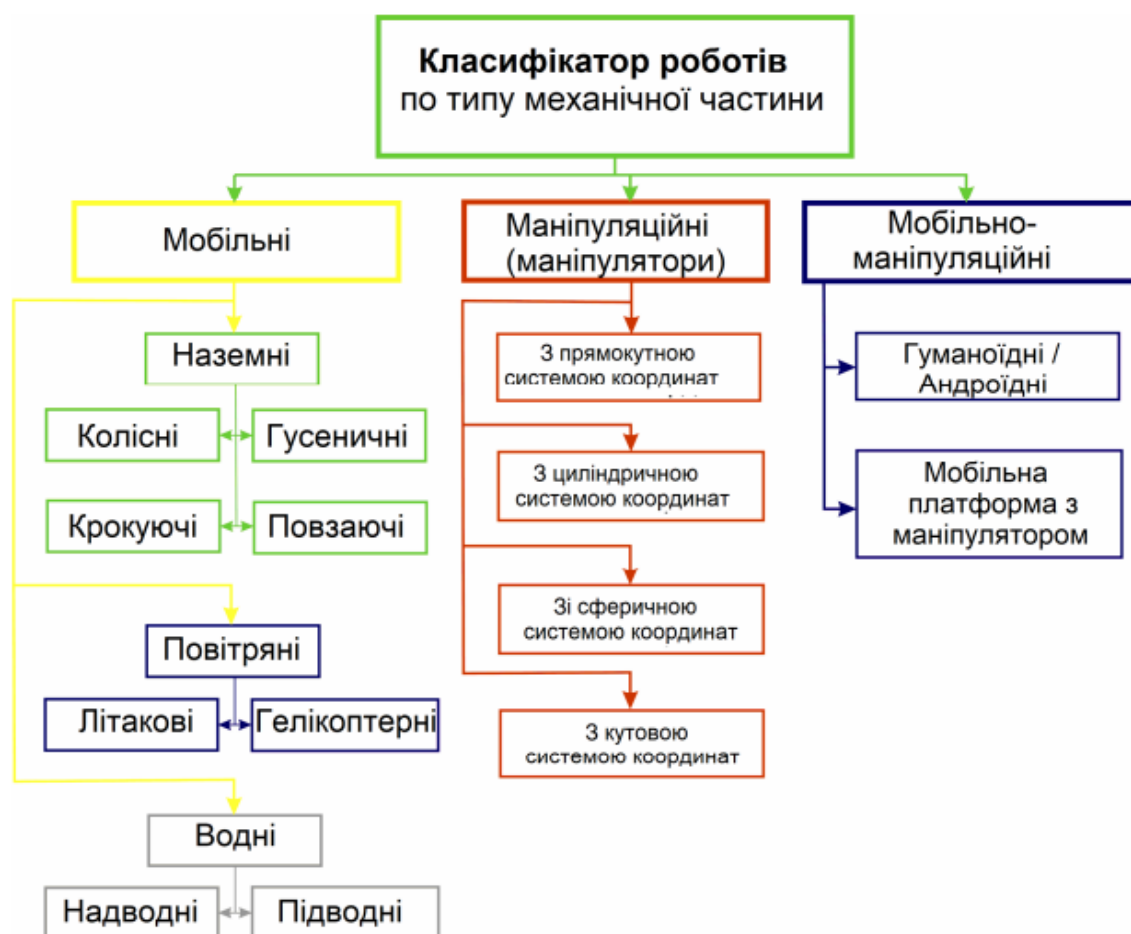 Класифікатор роботів
по типу механічної частини
Мобільні
Маніпуляційні
(маніпулятори)
Мобільно-
маніпуляційні
Наземні
Колісні
Гусеничні
Крокуючі
Повзаючі
Повітряні
Літакові
Гелікоптерні
Водні
Надводні
Підводні
З прямокутною
системою координат
З циліндричною
системою координат
Зі сферичною
системою координат
З кутовою
системою координат
Гуманоїдні /
Андроїдні
Мобільна
платформа з
маніпулятором